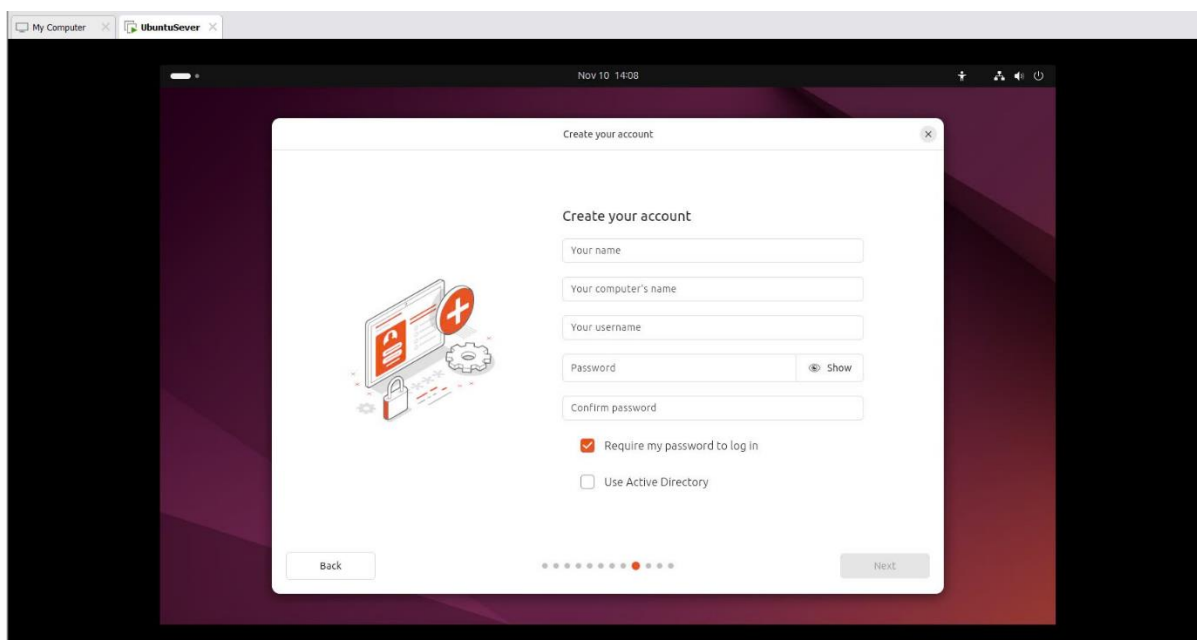 My Computer
UbuntuSever
Nov 10 14:08
Create your account
Create your account
Your name
Your computer's name
Your username
Password
Show
Confirm password
Require my password to log in
Use Active Directory
Back
Next